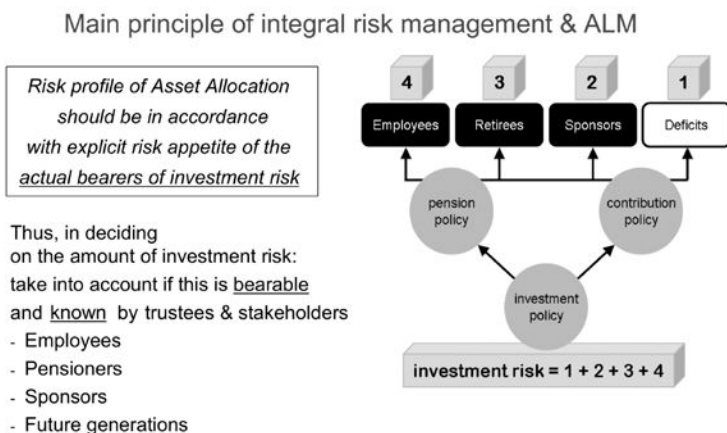 Main principle of integral risk management & ALM
Risk profile of Asset Allocation
should be in accordance
with explicit risk appetite of the
actual bearers of investment risk
Thus, in deciding
on the amount of investment risk:
take into account if this is bearable
and known by trustees & stakeholders
- Employees
- Pensioners
- Sponsors
- Future generations
4 3 2 1
Employees Retirees Sponsors Deficits
pension
policy
contribution
policy
investment
policy
investment risk = 1 + 2 + 3 + 4